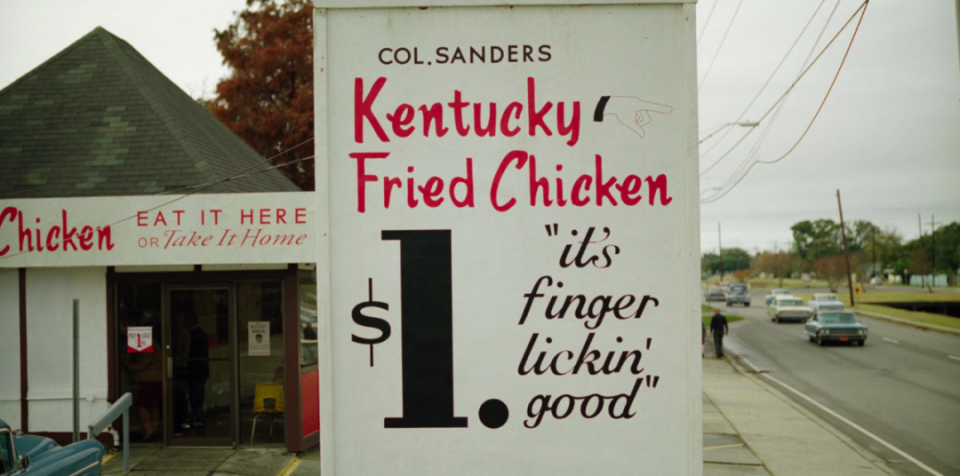 COL. SANDERS
Kentucky
Fried Chicken
$1.
"it's
finger
lickin'
good"
Chicken
EAT IT HERE
OR Take It Home